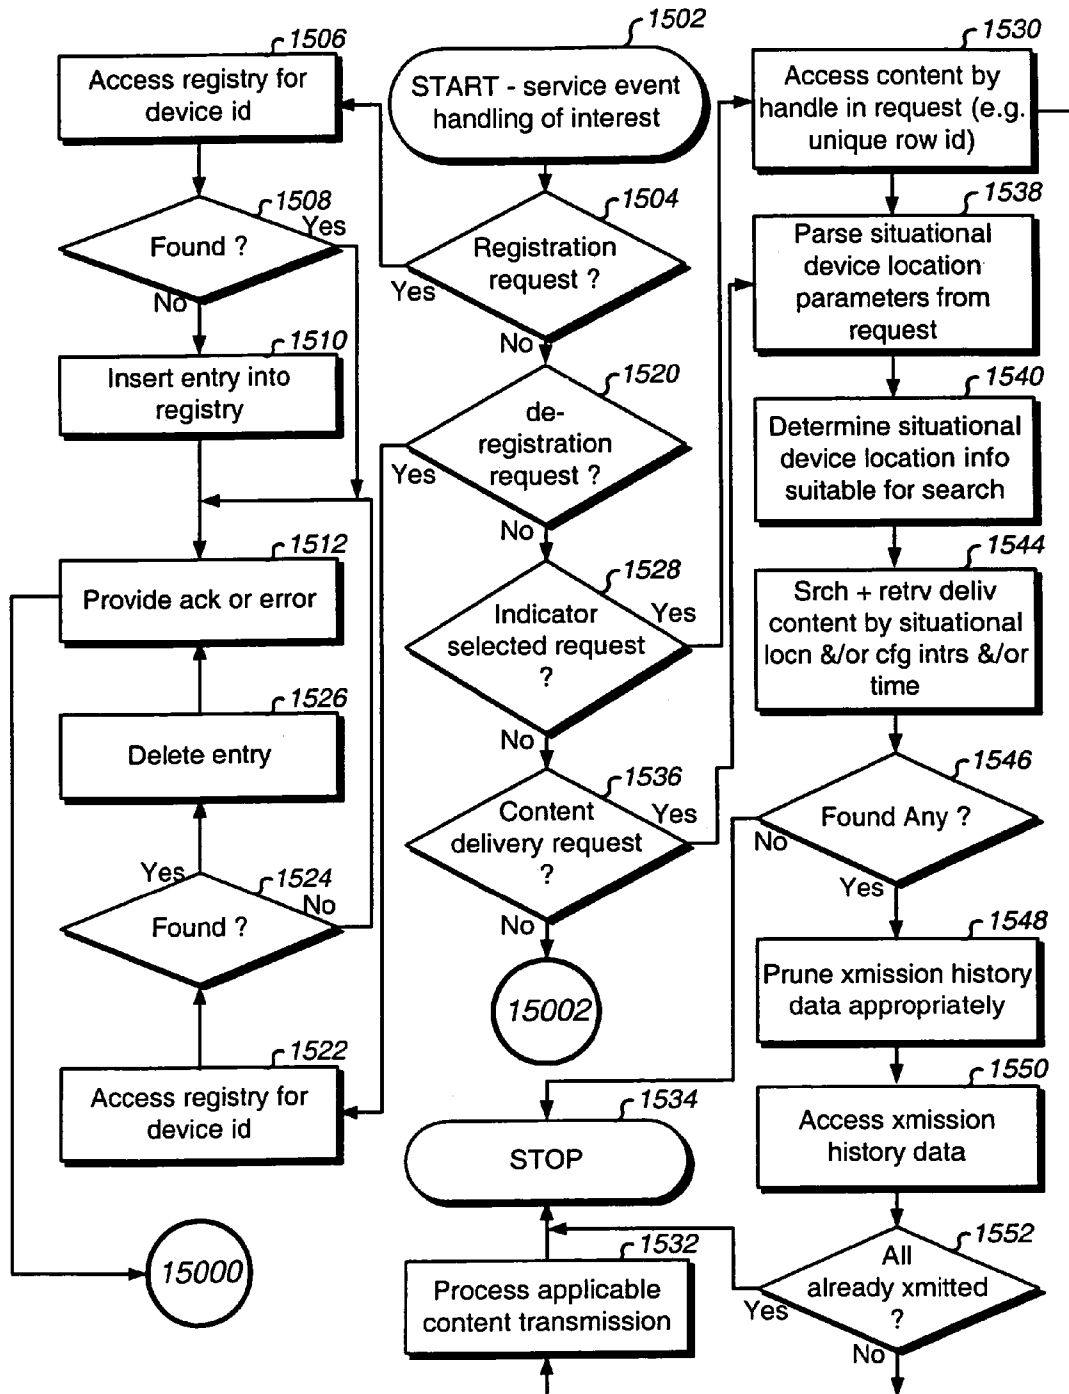 1502
START - service event
handling of interest
1504
Registration
request ?
Yes
No
1506
Access registry for
device id
1508
Found ?
Yes
No
1510
Insert entry into
registry
1512
Provide ack or error
1526
Delete entry
1524
Found ?
Yes
No
1522
Access registry for
device id
15000
1520
de-
registration
request ?
Yes
No
1528
Indicator
selected request
?
Yes
No
1536
Content
delivery request
?
Yes
No
15002
1534
STOP
1532
Process applicable
content transmission
1530
Access content by
handle in request (e.g.
unique row id)
1538
Parse situational
device location
parameters from
request
1540
Determine situational
device location info
suitable for search
1544
Srch + retrv deliv
content by situational
locn &/or cfg intrs &/or
time
1546
Found Any ?
No
Yes
1548
Prune xmission history
data appropriately
1550
Access xmission
history data
1552
All
already xmitted
?
Yes
No